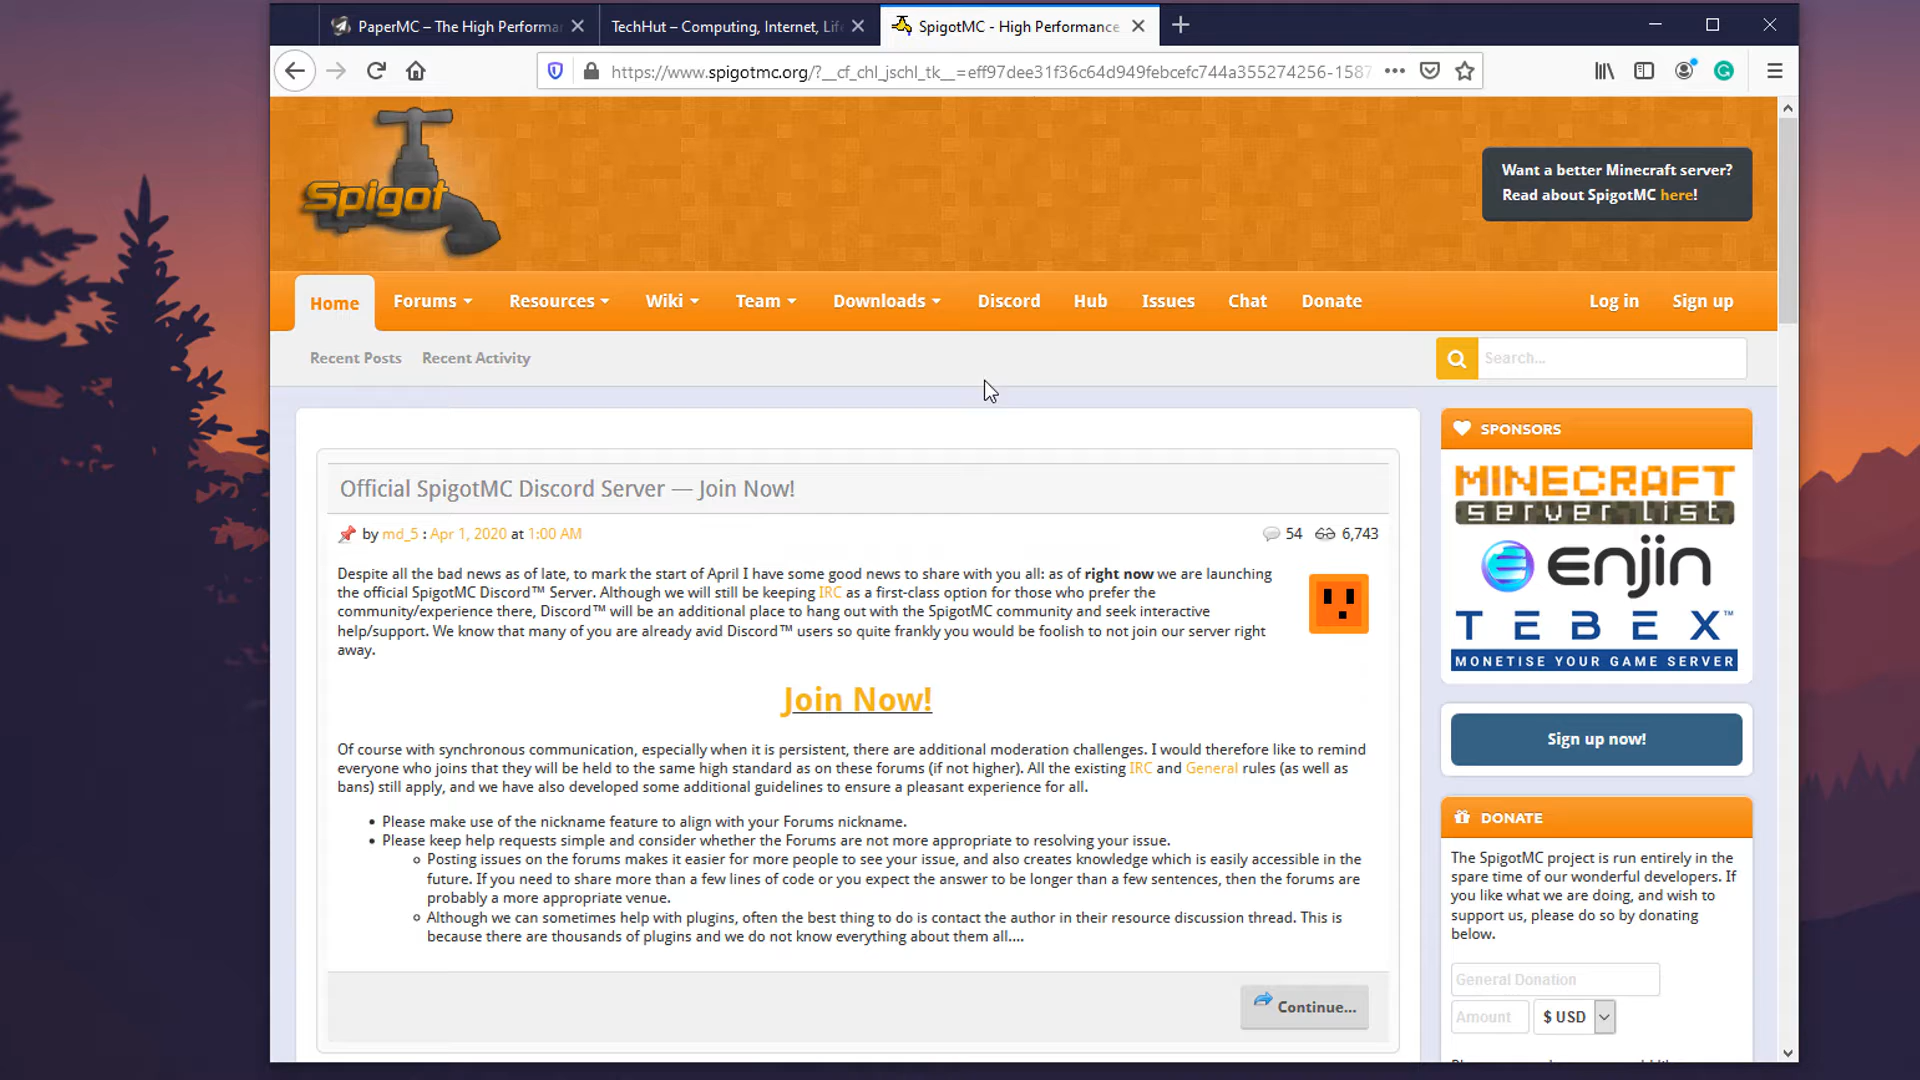 PaperMC – The High Performa
TechHut – Computing, Internet, Life
SpigotMC - High Performance
https://www.spigotmc.org/?__cf_chl_jschl_tk__=eff97dee31f36c64d949febcefc744a355274256-1587
Spigot
Want a better Minecraft server?
Read about SpigotMC here!
Home Forums Resources Wiki Team Downloads Discord Hub Issues Chat Donate Log in Sign up
Recent Posts Recent Activity
Search...
Official SpigotMC Discord Server — Join Now!
by md_5 : Apr 1, 2020 at 1:00 AM
54 6,743
Despite all the bad news as of late, to mark the start of April I have some good news to share with you all: as of right now we are launching
the official SpigotMC Discord™ Server. Although we will still be keeping IRC as a first-class option for those who prefer the
community/experience there, Discord™ will be an additional place to hang out with the SpigotMC community and seek interactive
help/support. We know that many of you are already avid Discord™ users so quite frankly you would be foolish to not join our server right
away.
Join Now!
Of course with synchronous communication, especially when it is persistent, there are additional moderation challenges. I would therefore like to remind
everyone who joins that they will be held to the same high standard as on these forums (if not higher). All the existing IRC and General rules (as well as
bans) still apply, and we have also developed some additional guidelines to ensure a pleasant experience for all.
• Please make use of the nickname feature to align with your Forums nickname.
• Please keep help requests simple and consider whether the Forums are not more appropriate to resolving your issue.
Posting issues on the forums makes it easier for more people to see your issue, and also creates knowledge which is easily accessible in the
future. If you need to share more than a few lines of code or you expect the answer to be longer than a few sentences, then the forums are
probably a more appropriate venue.
Although we can sometimes help with plugins, often the best thing to do is contact the author in their resource discussion thread. This is
because there are thousands of plugins and we do not know everything about them all....
Continue...
SPONSORS
MINECRAFT
server list
enjin
TEBEX™
MONETISE YOUR GAME SERVER
Sign up now!
DONATE
The SpigotMC project is run entirely in the
spare time of our wonderful developers. If
you like what we are doing, and wish to
support us, please do so by donating
below.
General Donation
Amount $ USD